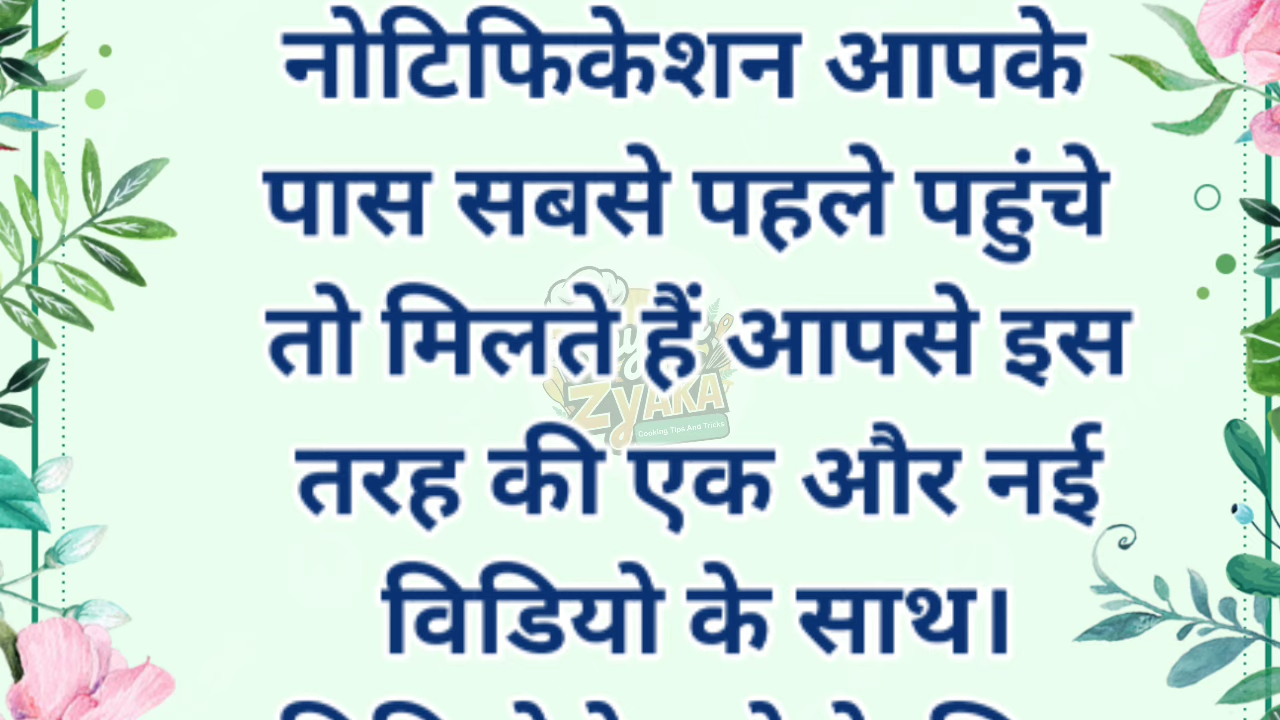 नोटिफिकेशन आपके
पास सबसे पहले पहुंचे
तो मिलते हैं आपसे इस
ZYAKA
Cooking Tips And Tricks
तरह की एक और नई
विडियो के साथ।